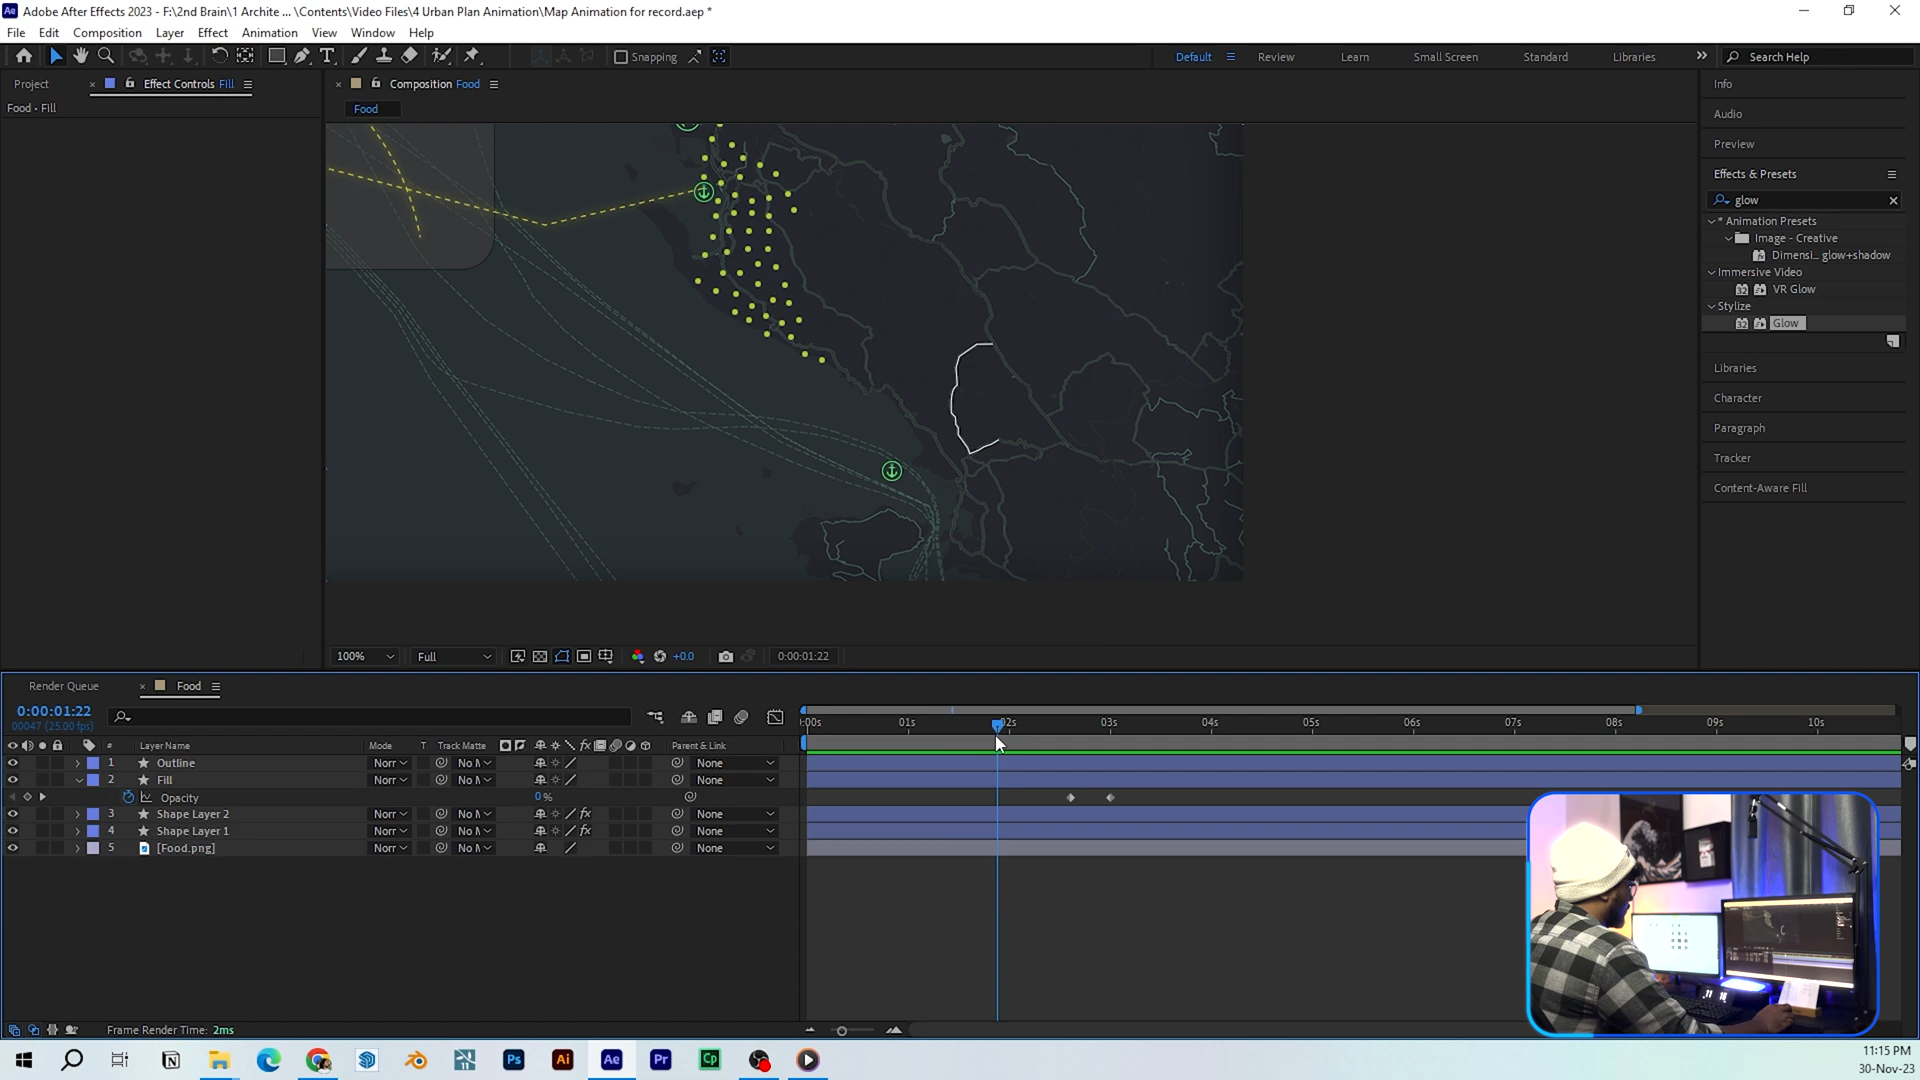 Adobe After Effects 2023 - F:\2nd Brain\1 Archite ... \Contents\Video Files\4 Urban Plan Animation\Map Animation for record.aep *
File Edit Composition Layer Effect Animation View Window Help
Snapping
Default Review Learn Small Screen Standard Libraries Search Help
Project Effect Controls Fill
Food • Fill
Composition Food
Food
100% Full +0.0 0:00:01:22
Info
Audio
Preview
Effects & Presets
glow
* Animation Presets
Image - Creative
Dimensi... glow+shadow
Immersive Video
VR Glow
Stylize
Glow
Libraries
Character
Paragraph
Tracker
Content-Aware Fill
Render Queue Food
0:00:01:22
00047 (25.00 fps)
:00s 01s 02s 03s 04s 05s 06s 07s 08s 09s 10s
# Layer Name Mode T Track Matte Parent & Link
1 Outline Norr No None
2 Fill Norr No None
Opacity 0 %
3 Shape Layer 2 Norr No None
4 Shape Layer 1 Norr No None
5 [Food.png] Norr No None
Frame Render Time: 2ms
Ps Ai Ae Pr Cp
11:15 PM
30-Nov-23